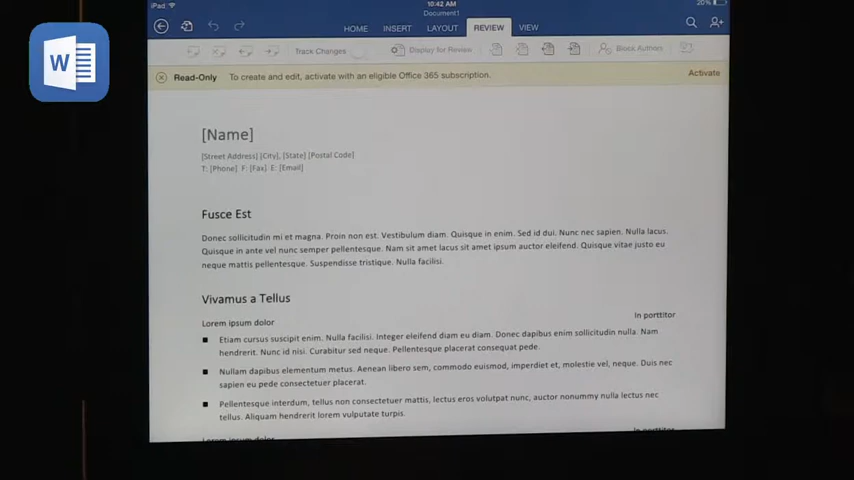 iPad
10:42 AM
20%
Document1
HOME INSERT LAYOUT REVIEW VIEW
Track Changes
Display for Review
Block Authors
Read-Only To create and edit, activate with an eligible Office 365 subscription. Activate
[Name]
[Street Address] [City], [State] [Postal Code]
T: [Phone] F: [Fax] E: [Email]
Fusce Est
Donec sollicitudin mi et magna. Proin non est. Vestibulum diam. Quisque in enim. Sed id dui. Nunc nec sapien. Nulla lacus.
Quisque in ante vel nunc semper pellentesque. Nam sit amet lacus sit amet ipsum auctor eleifend. Quisque vitae justo eu
neque mattis pellentesque. Suspendisse tristique. Nulla facilisi.
Vivamus a Tellus
Lorem ipsum dolor In porttitor
Etiam cursus suscipit enim. Nulla facilisi. Integer eleifend diam eu diam. Donec dapibus enim sollicitudin nulla. Nam
hendrerit. Nunc id nisi. Curabitur sed neque. Pellentesque placerat consequat pede.
Nullam dapibus elementum metus. Aenean libero sem, commodo euismod, imperdiet et, molestie vel, neque. Duis nec
sapien eu pede consectetuer placerat.
Pellentesque interdum, tellus non consectetuer mattis, lectus eros volutpat nunc, auctor nonummy nulla lectus nec
tellus. Aliquam hendrerit lorem vulputate turpis.
Lorem ipsum dolor In porttitor
W